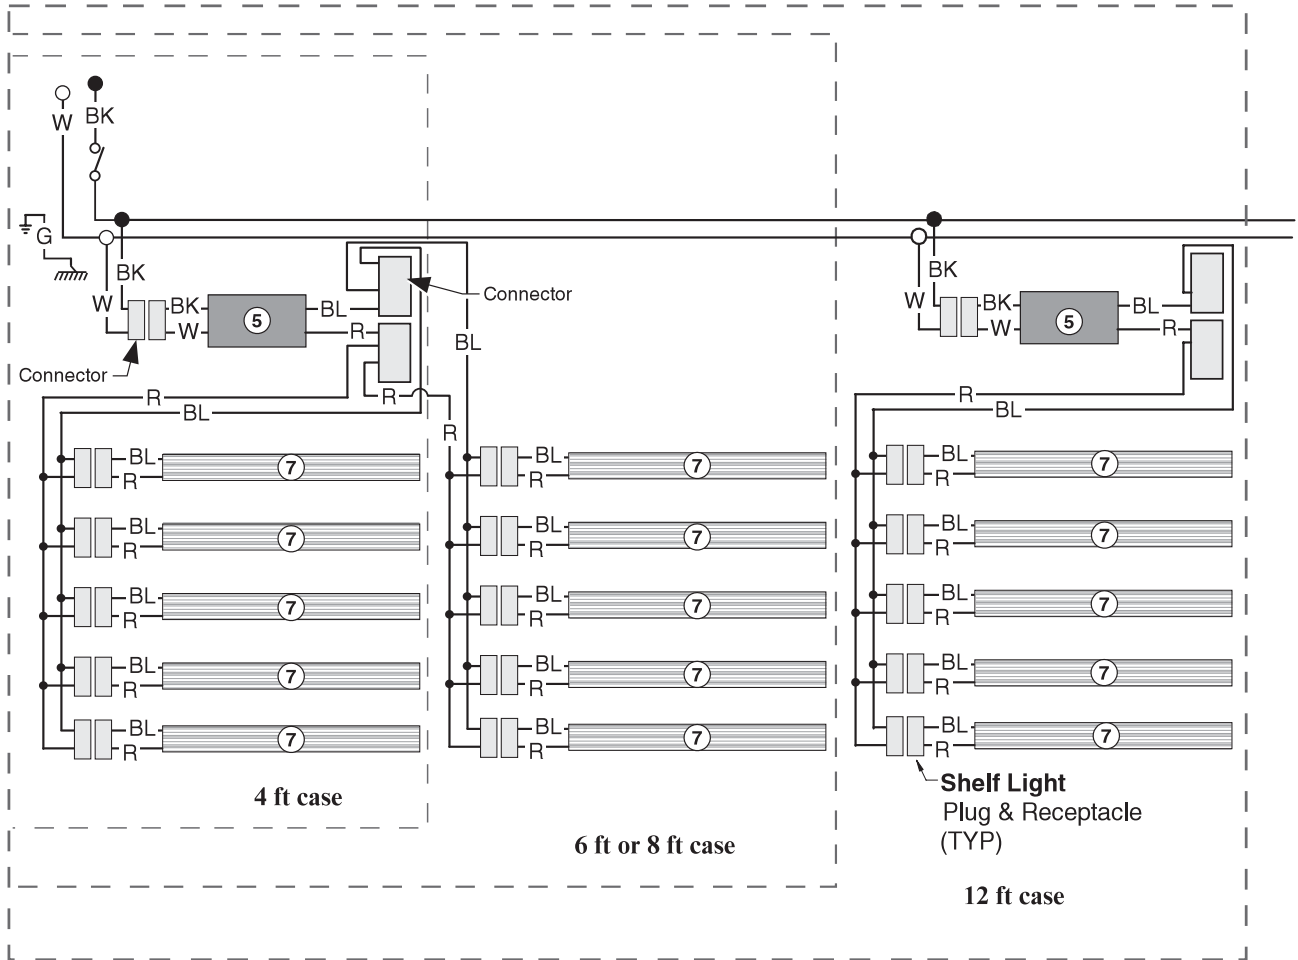 W
BK
G
BK
W
BK
W
5
BL
R
Connector
Connector
BL
R
R
BL
R
BK
W
BK
W
5
BL
R
R
BL
BL
R
7
BL
R
7
BL
R
7
BL
R
7
BL
R
7
BL
R
7
BL
R
7
BL
R
7
BL
R
7
BL
R
7
BL
R
7
BL
R
7
BL
R
7
BL
R
7
BL
R
7
Shelf Light
Plug & Receptacle
(TYP)
4 ft case
6 ft or 8 ft case
12 ft case